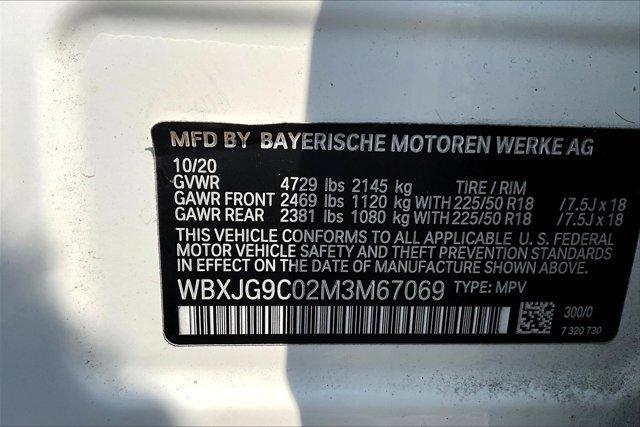 MFD BY BAYERISCHE MOTOREN WERKE AG
10/20
GVWR 4729 lbs 2145 kg TIRE / RIM
GAWR FRONT 2469 lbs 1120 kg WITH 225/50 R18 /7.5J x 18
GAWR REAR 2381 lbs 1080 kg WITH 225/50 R18 /7.5J x 18
THIS VEHICLE CONFORMS TO ALL APPLICABLE U. S. FEDERAL
MOTOR VEHICLE SAFETY, BUMPER, AND THEFT PREVENTION
STANDARDS IN EFFECT ON THE DATE OF MANUFACTURE SHOWN ABOVE.
WBXJG9C02M3M67069 TYPE: MPV
300/0
7 320 730